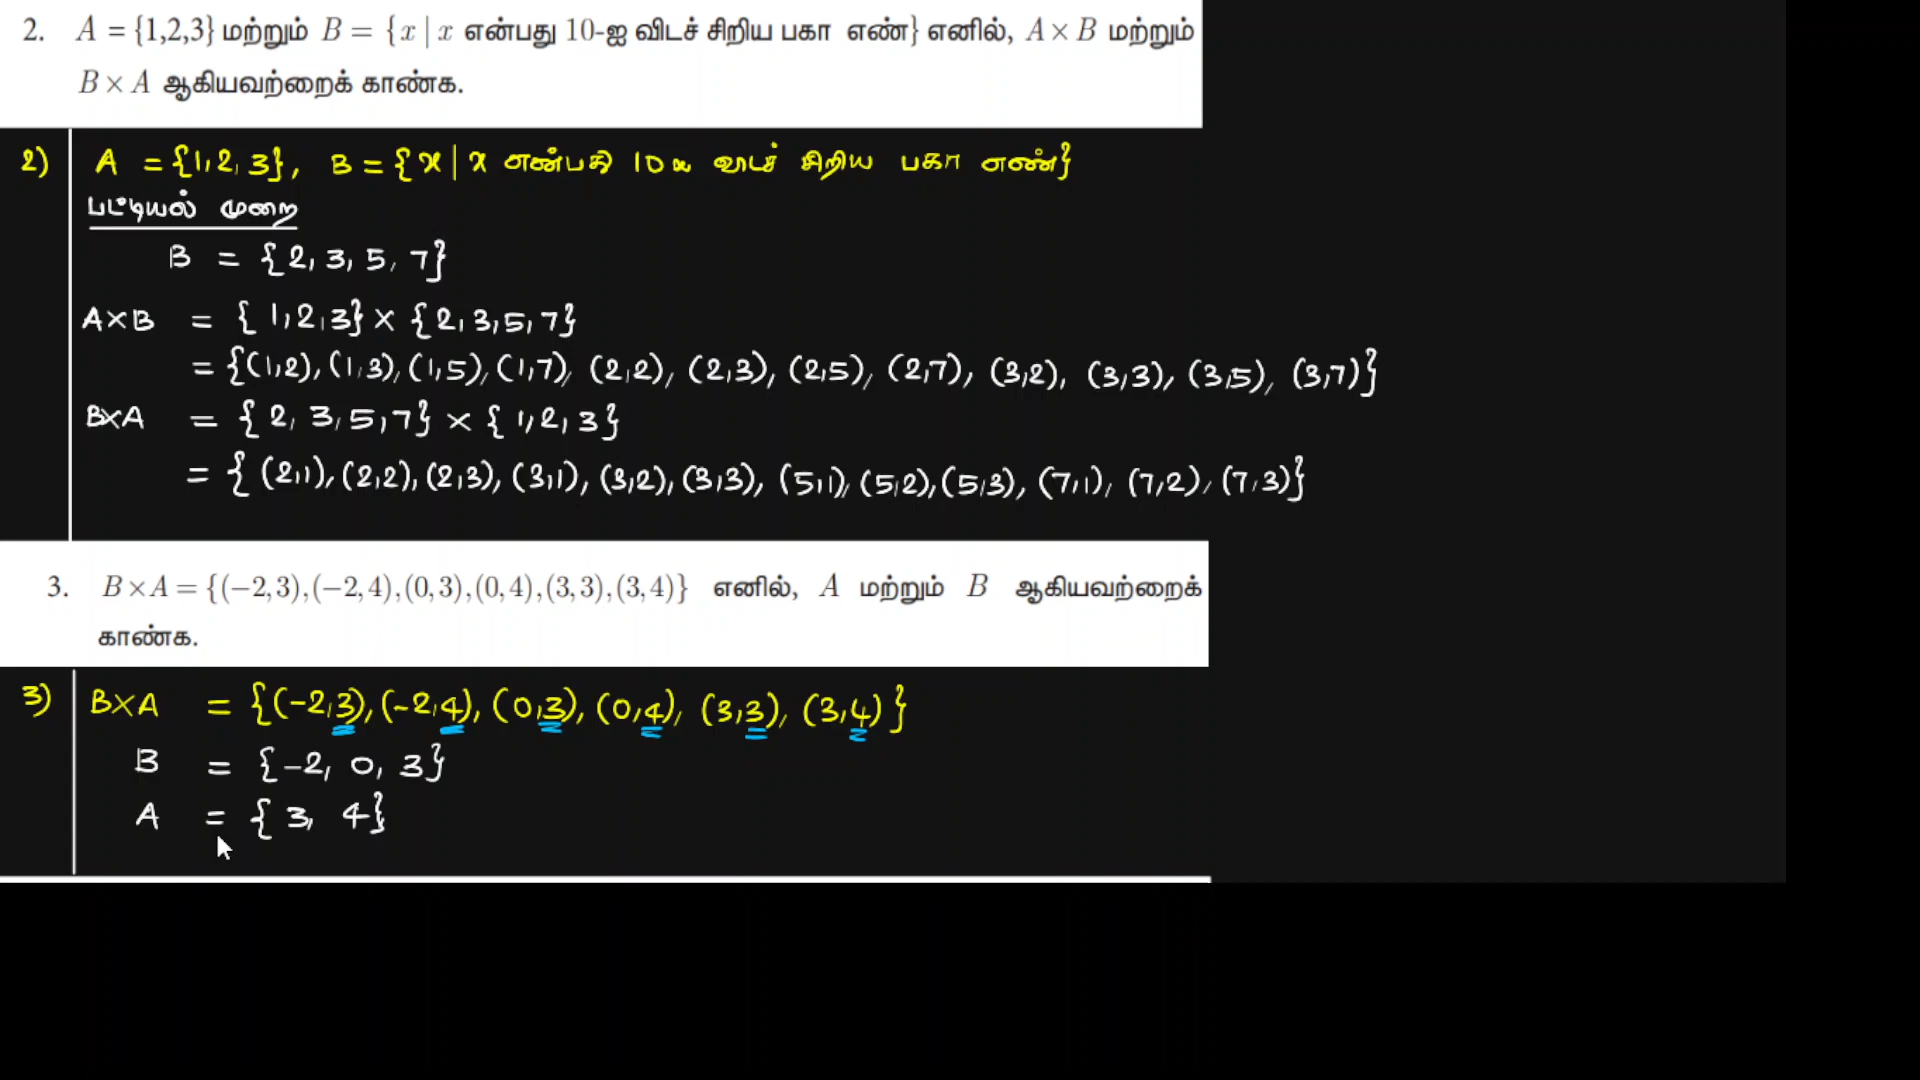 2. A = {1,2,3} மற்றும் B = {x | x என்பது 10-ஐ விடச் சிறிய பகா எண்} எனில், A × B மற்றும்
B × A ஆகியவற்றைக் காண்க.
2) A = {1, 2, 3}, B = {x | x என்பது 10ஐ விடச் சிறிய பகா எண்}
பட்டியல் முறை
B = {2, 3, 5, 7}
A×B = {1, 2, 3} × {2, 3, 5, 7}
= {(1,2), (1,3), (1,5), (1,7), (2,2), (2,3), (2,5), (2,7), (3,2), (3,3), (3,5), (3,7)}
B×A = {2, 3, 5, 7} × {1, 2, 3}
= {(2,1), (2,2), (2,3), (3,1), (3,2), (3,3), (5,1), (5,2), (5,3), (7,1), (7,2), (7,3)}
3. B × A = {(−2,3),(−2,4),(0,3),(0,4),(3,3),(3,4)} எனில், A மற்றும் B ஆகியவற்றைக்
காண்க.
3) B×A = {(-2,3), (-2,4), (0,3), (0,4), (3,3), (3,4)}
B = {-2, 0, 3}
A = {3, 4}